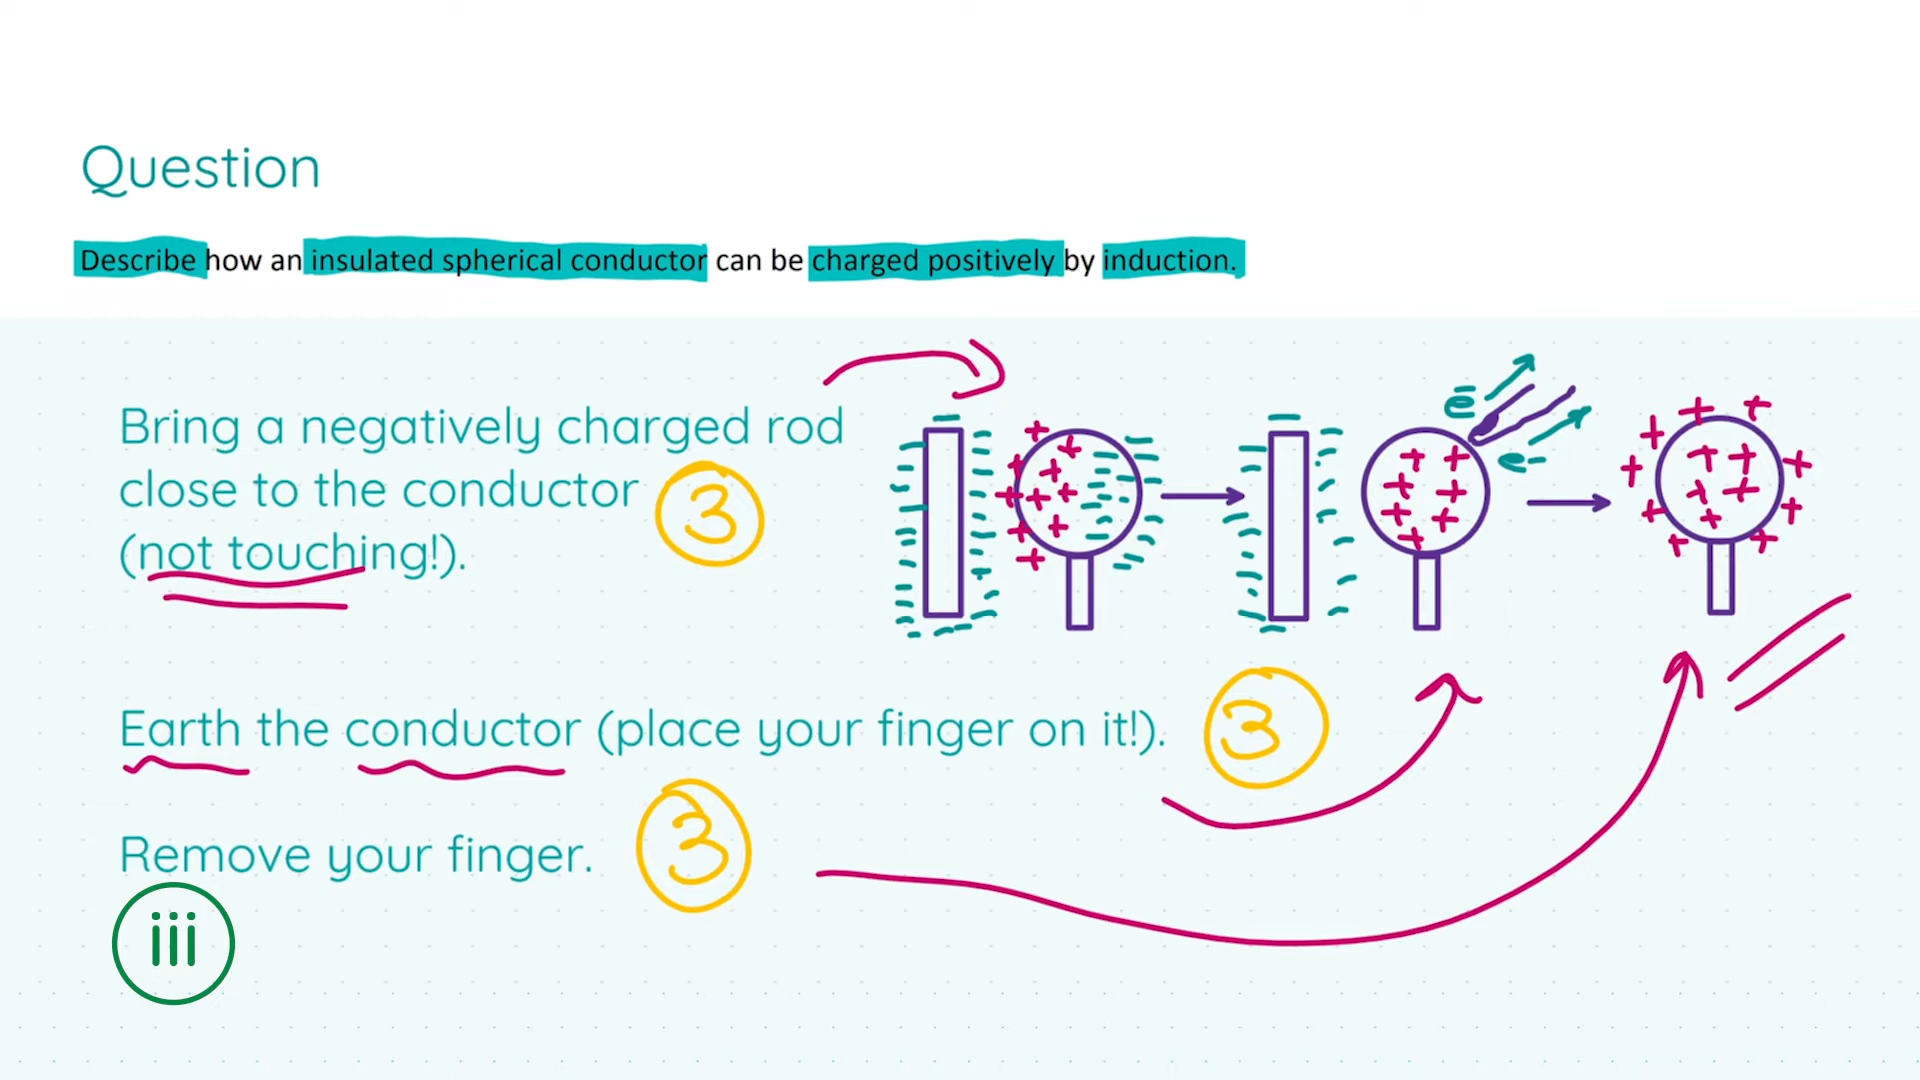 Question
Describe how an insulated spherical conductor can be charged positively by induction.
Bring a negatively charged rod
close to the conductor 3
(not touching!).
e-
e-
Earth the conductor (place your finger on it!). 3
Remove your finger. 3
iii